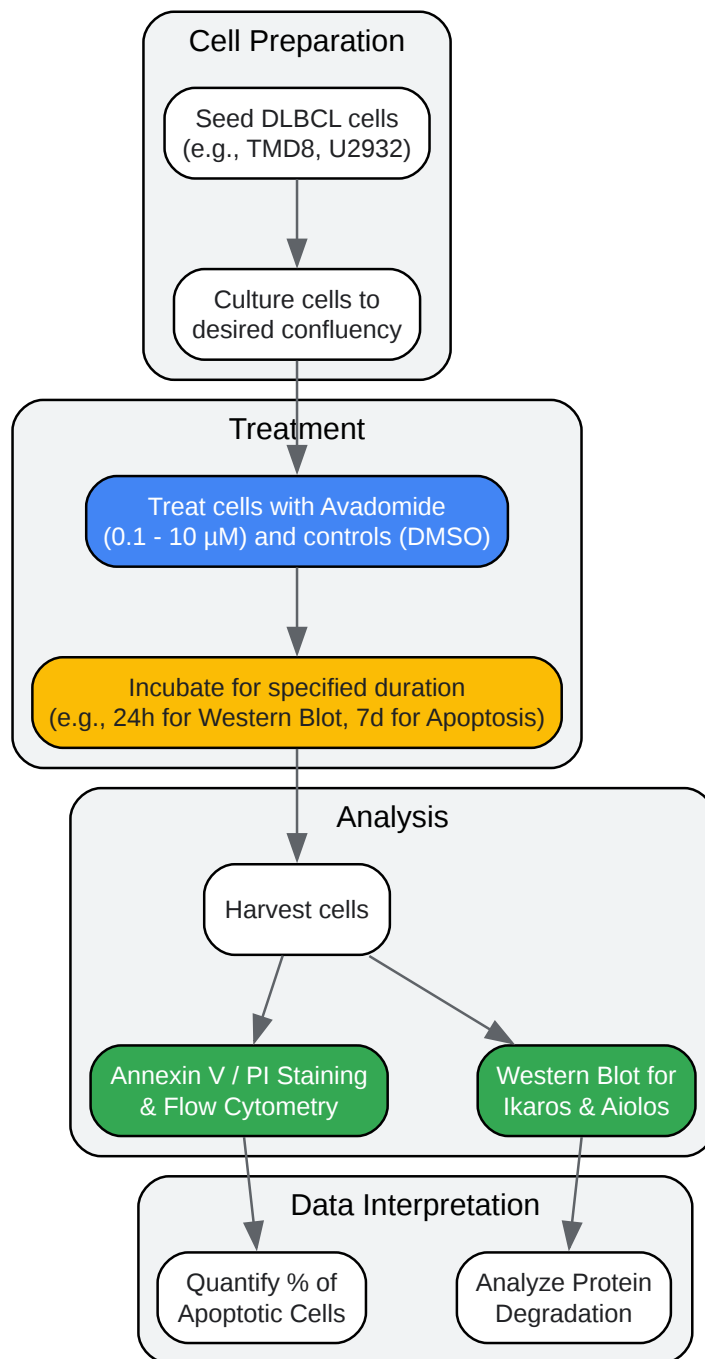 Cell Preparation
Seed DLBCL cells
(e.g., TMD8, U2932)
Culture cells to
desired confluency
Treatment
Treat cells with Avadomide
(0.1 - 10 µM) and controls (DMSO)
Incubate for specified duration
(e.g., 24h for Western Blot, 7d for Apoptosis)
Analysis
Harvest cells
Annexin V / PI Staining
& Flow Cytometry
Western Blot for
Ikaros & Aiolos
Data Interpretation
Quantify % of
Apoptotic Cells
Analyze Protein
Degradation